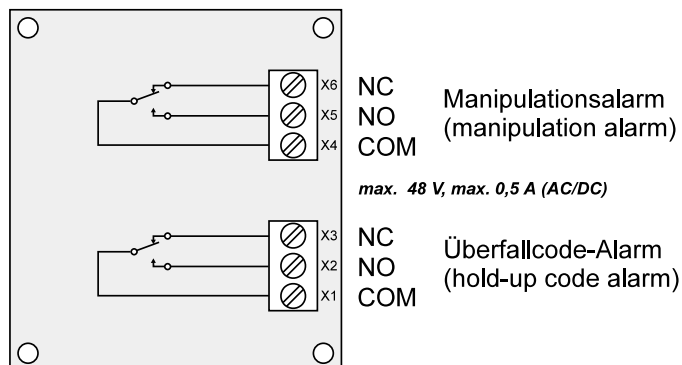 X6 NC
X5 NO
X4 COM
Manipulationsalarm
(manipulation alarm)
max. 48 V, max. 0,5 A (AC/DC)
X3 NC
X2 NO
X1 COM
Überfallcode-Alarm
(hold-up code alarm)